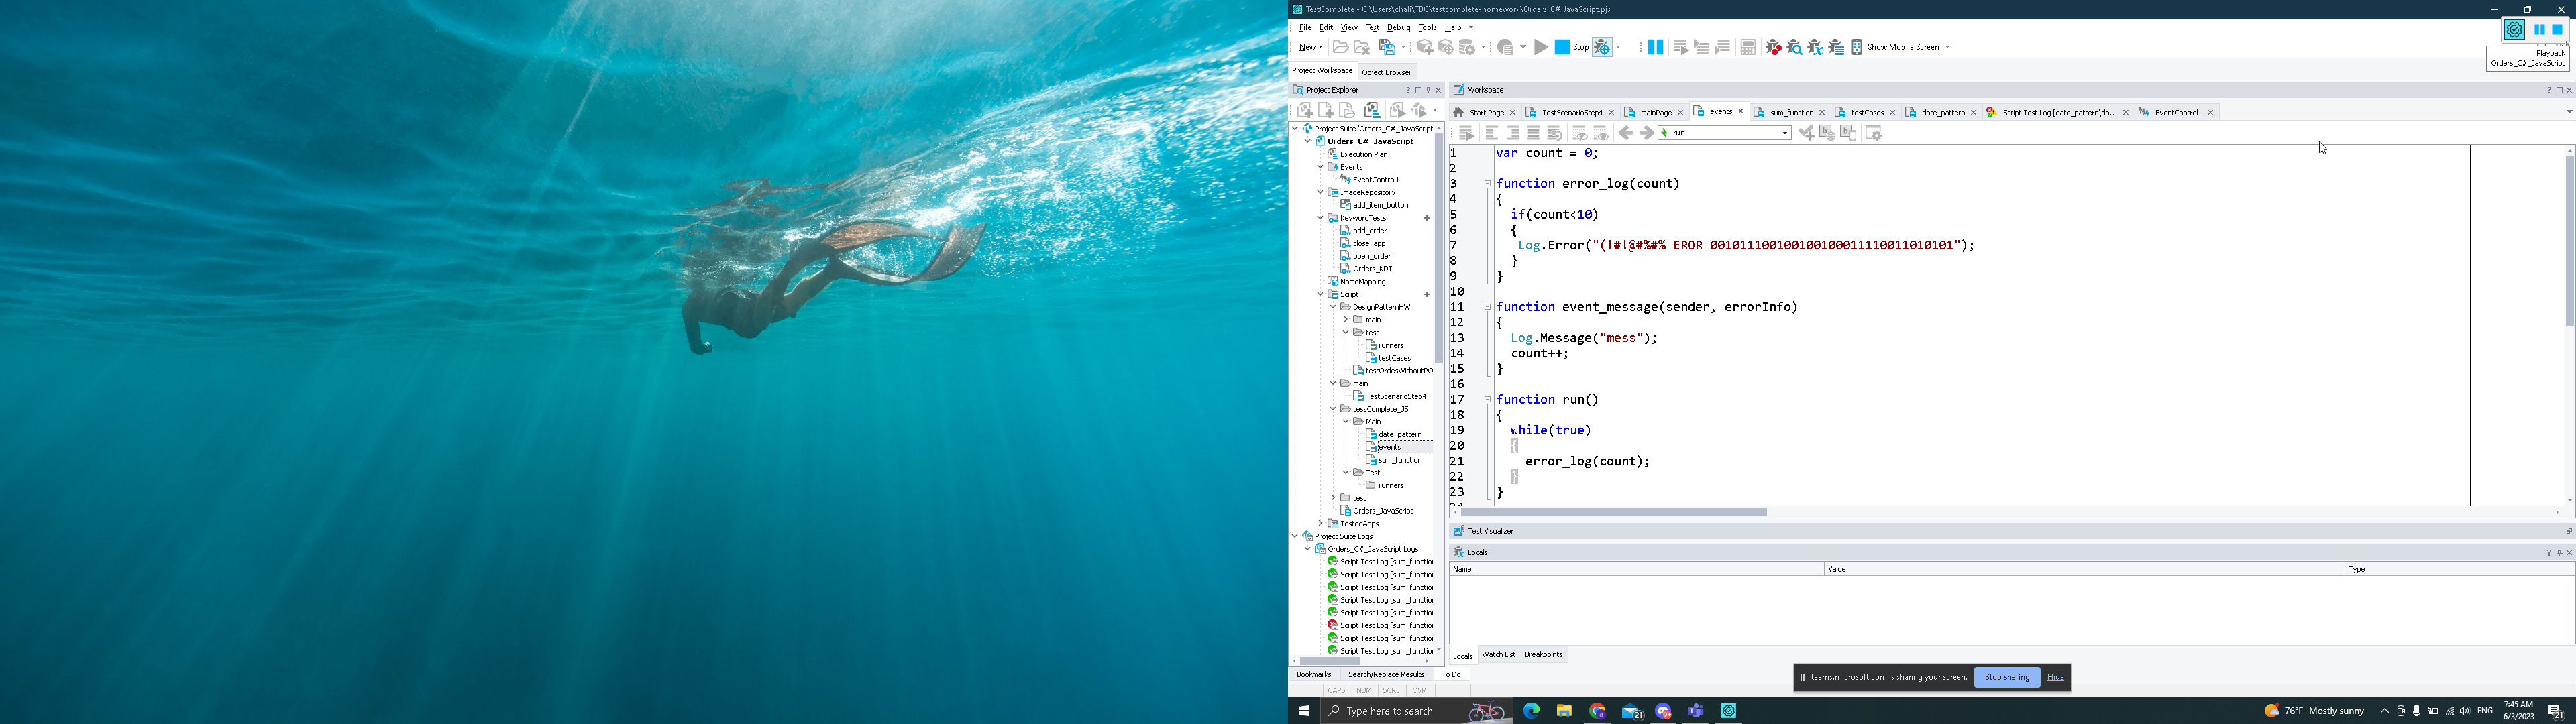 TestComplete - C:\Users\chali\TBC\testcomplete-homework\Orders_C#_JavaScript.pjs
File Edit View Test Debug Tools Help
New Stop Show Mobile Screen
Playback
Orders_C#_JavaScript
Project Workspace Object Browser
Project Explorer
Workspace
Start Page TestScenarioStep4 mainPage events sum_function testCases date_pattern Script Test Log [date_pattern\da... EventControl1
run
Project Suite 'Orders_C#_JavaScript
Orders_C#_JavaScript
Execution Plan
Events
EventControl1
ImageRepository
add_item_button
KeywordTests
add_order
close_app
open_order
Orders_KDT
NameMapping
Script
DesignPatternHW
main
test
runners
testCases
testOrdesWithoutPO
main
TestScenarioStep4
tessComplete_JS
Main
date_pattern
events
sum_function
Test
runners
test
Orders_JavaScript
TestedApps
Project Suite Logs
Orders_C#_JavaScript Logs
Script Test Log [sum_functio
Script Test Log [sum_functio
Script Test Log [sum_functio
Script Test Log [sum_functio
Script Test Log [sum_functio
Script Test Log [sum_functio
Script Test Log [sum_functio
Script Test Log [sum_functio
Bookmarks Search/Replace Results To Do
CAPS NUM SCRL OVR
1 var count = 0;
2
3 function error_log(count)
4 {
5 if(count<10)
6 {
7 Log.Error("(!#!@#%#% EROR 0010111001001001000111110011010101");
8 }
9 }
10
11 function event_message(sender, errorInfo)
12 {
13 Log.Message("mess");
14 count++;
15 }
16
17 function run()
18 {
19 while(true)
20 {
21 error_log(count);
22 }
23 }
24
Test Visualizer
Locals
Name Value Type
Locals Watch List Breakpoints
teams.microsoft.com is sharing your screen. Stop sharing Hide
Type here to search
21
76°F Mostly sunny
ENG
7:45 AM
6/3/2023
21